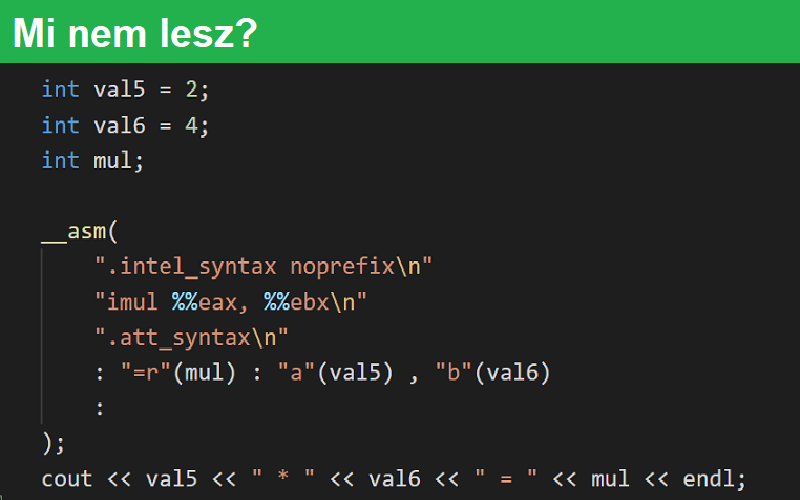 Mi nem lesz?
int val5 = 2;
int val6 = 4;
int mul;
__asm(
".intel_syntax noprefix\n"
"imul %%eax, %%ebx\n"
".att_syntax\n"
: "=r"(mul) : "a"(val5) , "b"(val6)
:
);
cout << val5 << " * " << val6 << " = " << mul << endl;